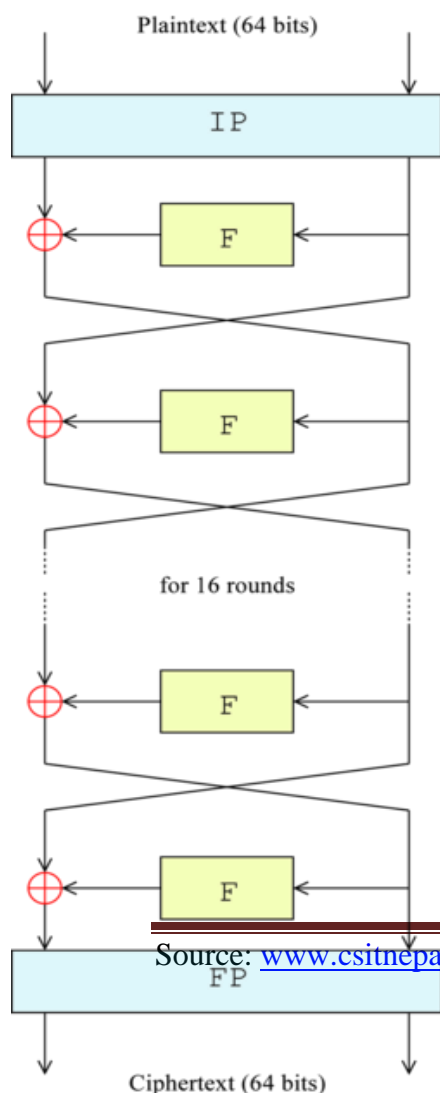 Plaintext (64 bits)
IP
F
F
for 16 rounds
F
F
Source: www.csitnepa
FP
Ciphertext (64 bits)